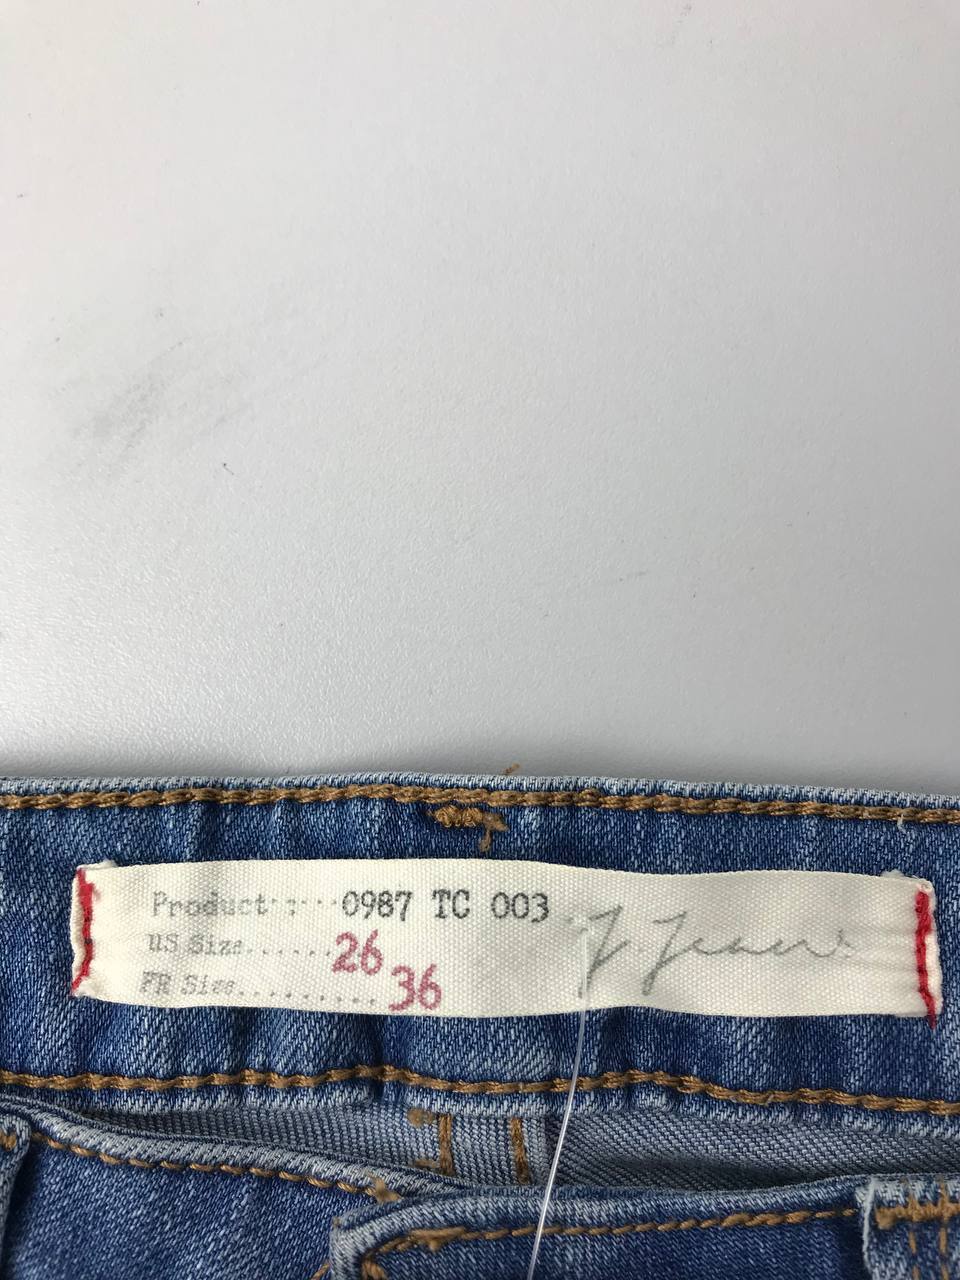 Product : 0987 TC 003
US Size.......26
FR Size..........36